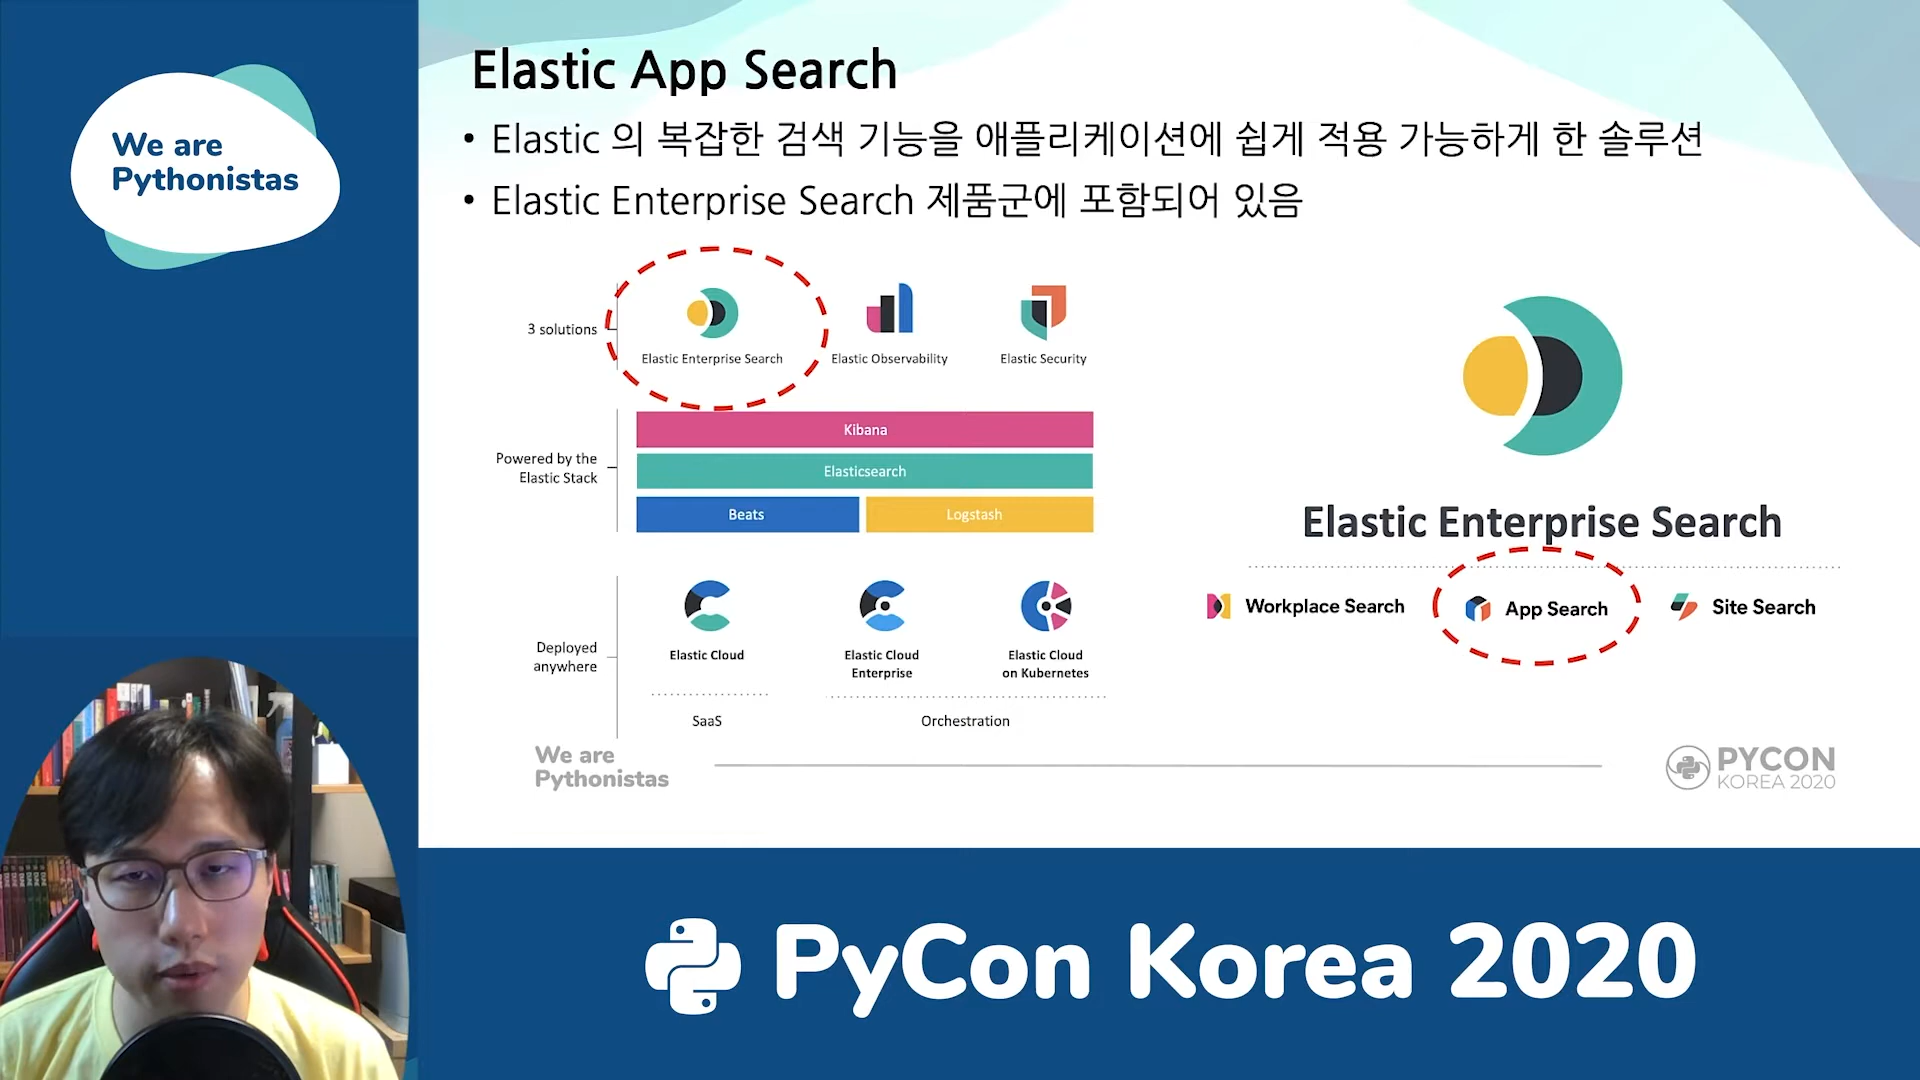 We are
Pythonistas
Elastic App Search
• Elastic 의 복잡한 검색 기능을 애플리케이션에 쉽게 적용 가능하게 한 솔루션
• Elastic Enterprise Search 제품군에 포함되어 있음
3 solutions
Elastic Enterprise Search
Elastic Observability
Elastic Security
Powered by the
Elastic Stack
Kibana
Elasticsearch
Beats
Logstash
Deployed
anywhere
Elastic Cloud
Elastic Cloud
Enterprise
Elastic Cloud
on Kubernetes
SaaS
Orchestration
Elastic Enterprise Search
Workplace Search
App Search
Site Search
We are
Pythonistas
PYCON
KOREA 2020
PyCon Korea 2020